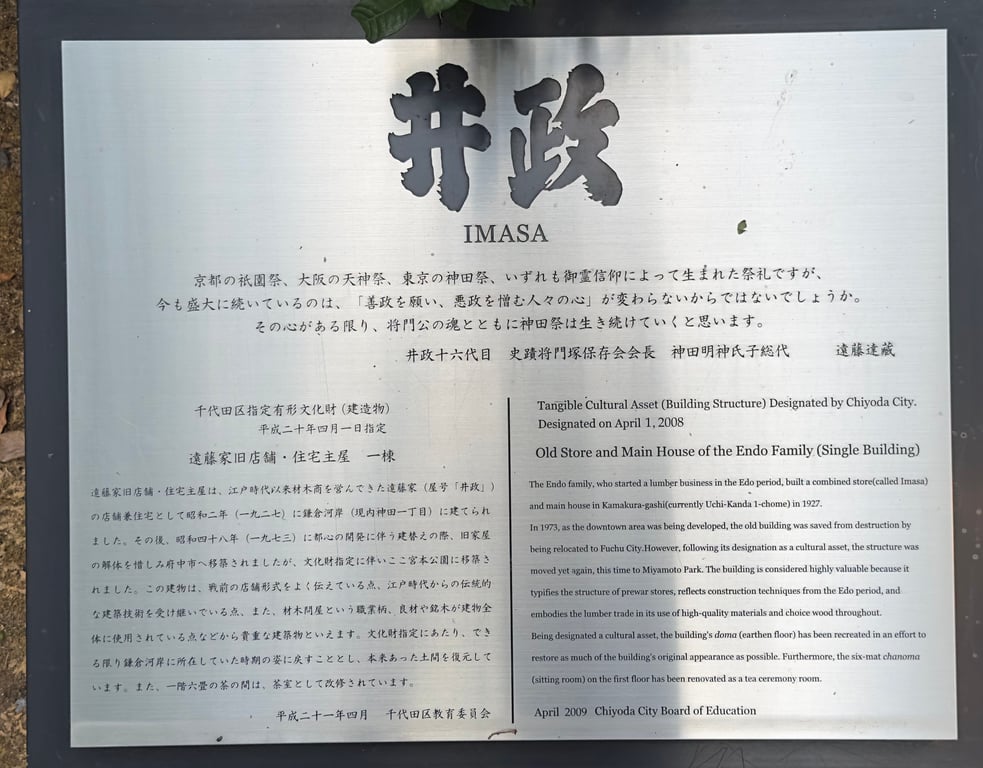 井政
IMASA
京都の祇園祭、大阪の天神祭、東京の神田祭、いずれも御霊信仰によって生まれた祭礼ですが、
今も盛大に続いているのは、「善政を願い、悪政を憎む人々の心」が変わらないからではないでしょうか。
その心がある限り、将門公の魂とともに神田祭は生き続けていくと思います。
井政十六代目 史蹟将門塚保存会会長 神田明神氏子総代 遠藤達蔵
千代田区指定有形文化財(建造物)
平成二十年四月一日指定
遠藤家旧店舗・住宅主屋 一棟
遠藤家旧店舗・住宅主屋は、江戸時代以来材木商を営んできた遠藤家(屋号「井政」)
の店舗兼住宅として昭和二年(一九二七)に鎌倉河岸(現内神田一丁目)に建てられ
ました。その後、昭和四十八年(一九七三)に都心の開発に伴う建替えの際、旧家屋
の解体を惜しみ府中市へ移築されましたが、文化財指定に伴いここ宮本公園に移築さ
れました。この建物は、戦前の店舗形式をよく伝えている点、江戸時代からの伝統的
な建築技術を受け継いでいる点、また、材木問屋という職業柄、良材や銘木が建物全
体に使用されている点などから貴重な建築物といえます。文化財指定にあたり、でき
る限り鎌倉河岸に所在していた時期の姿に戻すこととし、本来あった土間を復元して
います。また、一階六畳の茶の間は、茶室として改修されています。
平成二十一年四月 千代田区教育委員会
Tangible Cultural Asset (Building Structure) Designated by Chiyoda City.
Designated on April 1, 2008
Old Store and Main House of the Endo Family (Single Building)
The Endo family, who started a lumber business in the Edo period, built a combined store(called Imasa)
and main house in Kamakura-gashi(currently Uchi-Kanda 1-chome) in 1927.
In 1973, as the downtown area was being developed, the old building was saved from destruction by
being relocated to Fuchu City.However, following its designation as a cultural asset, the structure was
moved yet again, this time to Miyamoto Park. The building is considered highly valuable because it
typifies the structure of prewar stores, reflects construction techniques from the Edo period, and
embodies the lumber trade in its use of high-quality materials and choice wood throughout.
Being designated a cultural asset, the building's doma (earthen floor) has been recreated in an effort to
restore as much of the building's original appearance as possible. Furthermore, the six-mat chanoma
(sitting room) on the first floor has been renovated as a tea ceremony room.
April 2009 Chiyoda City Board of Education